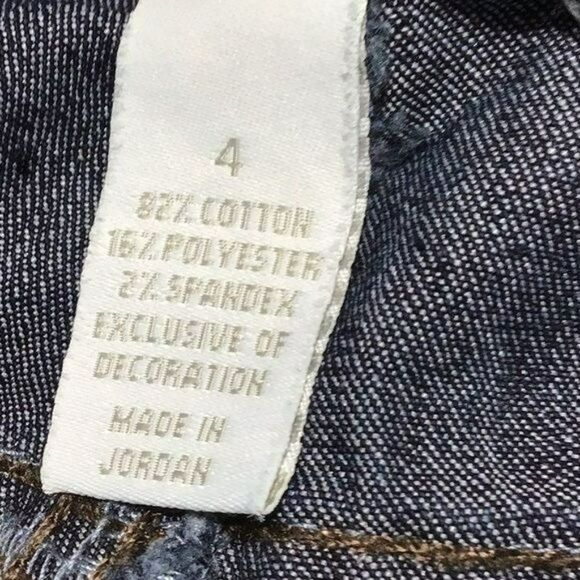 4
82% COTTON
16% POLYESTER
2% SPANDEX
EXCLUSIVE OF
DECORATION
MADE IN
JORDAN